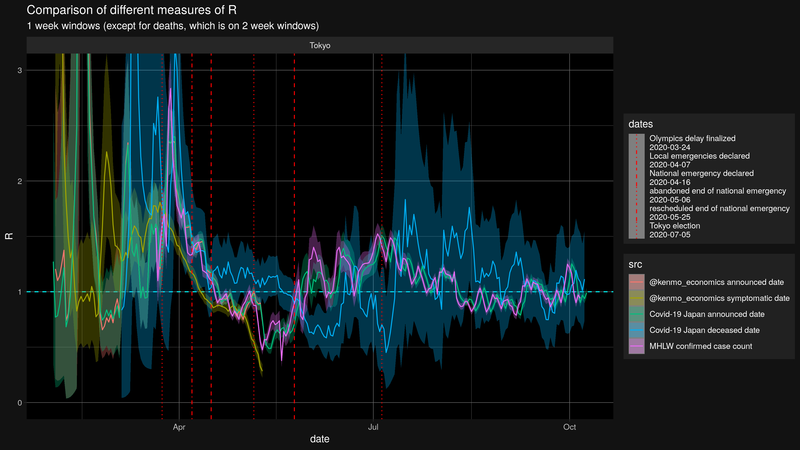 Comparison of different measures of R
1 week windows (except for deaths, which is on 2 week windows)
Tokyo
3
2
1
0
R
Apr
Jul
Oct
date
dates
Olympics delay finalized
2020-03-24
Local emergencies declared
2020-04-07
National emergency declared
2020-04-16
abandoned end of national emergency
2020-05-06
rescheduled end of national emergency
2020-05-25
Tokyo election
2020-07-05
src
@kenmo_economics announced date
@kenmo_economics symptomatic date
Covid-19 Japan announced date
Covid-19 Japan deceased date
MHLW confirmed case count